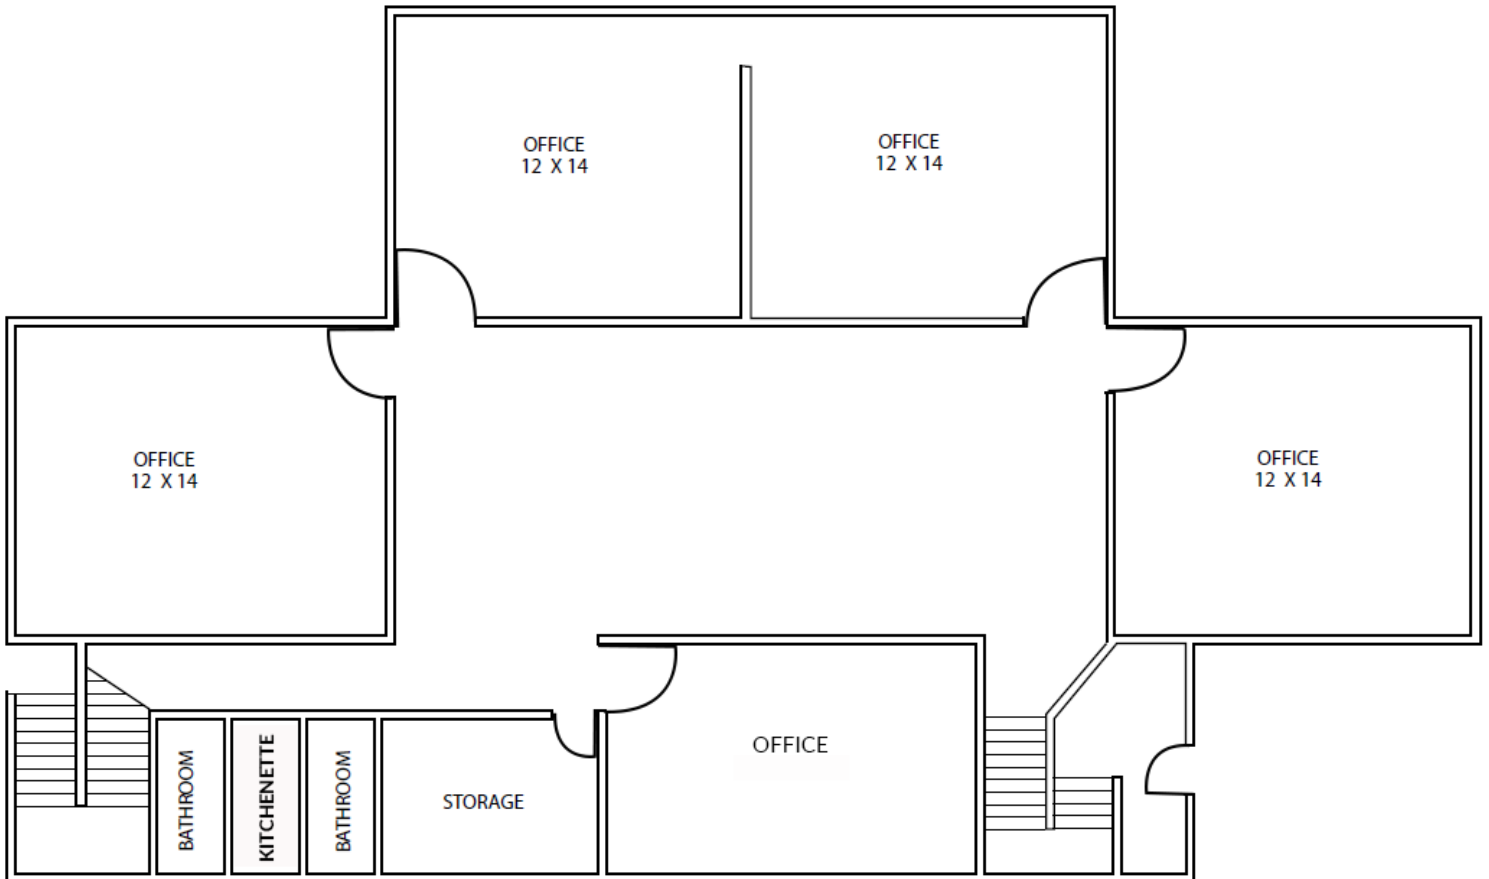 OFFICE
12 X 14
OFFICE
12 X 14
OFFICE
12 X 14
OFFICE
12 X 14
BATHROOM
KITCHENETTE
BATHROOM
STORAGE
OFFICE